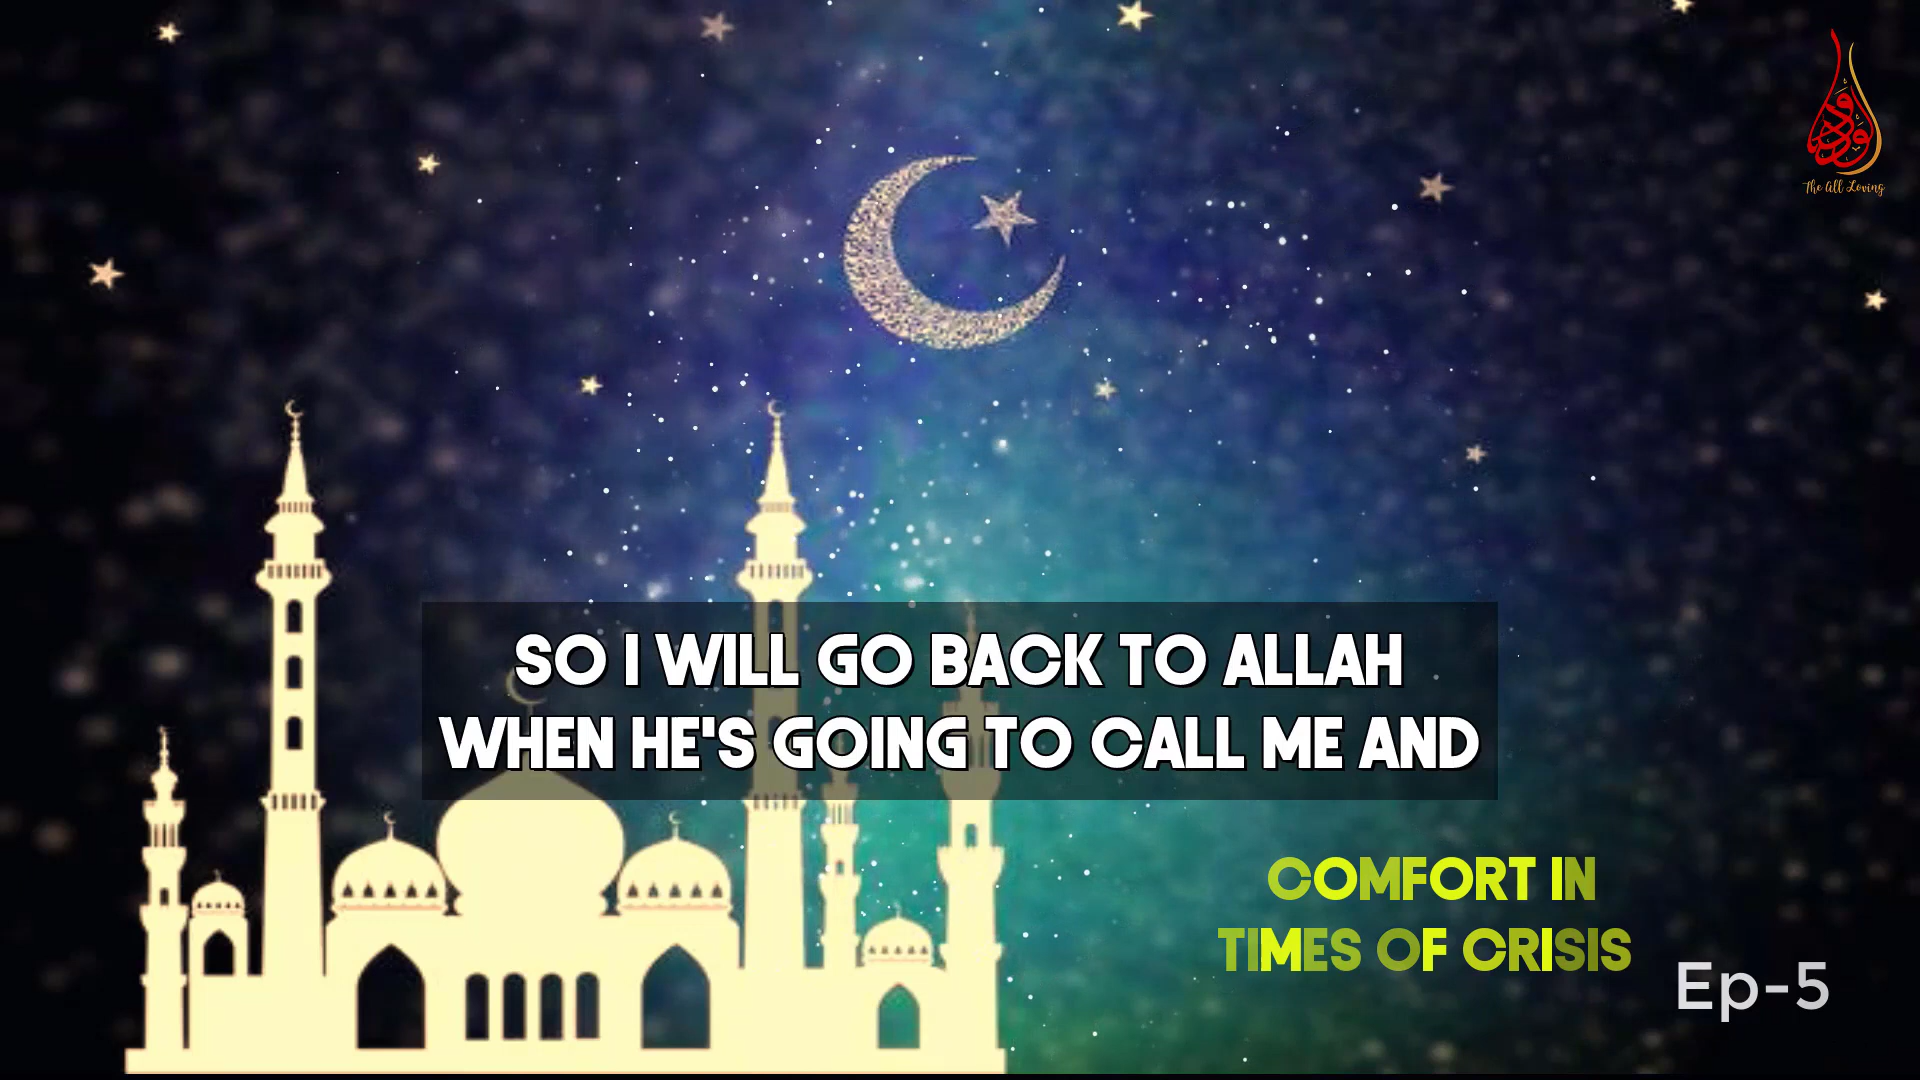 The All Loving
SO I WILL GO BACK TO ALLAH
WHEN HE'S GOING TO CALL ME AND
COMFORT IN
TIMES OF CRISIS
Ep-5